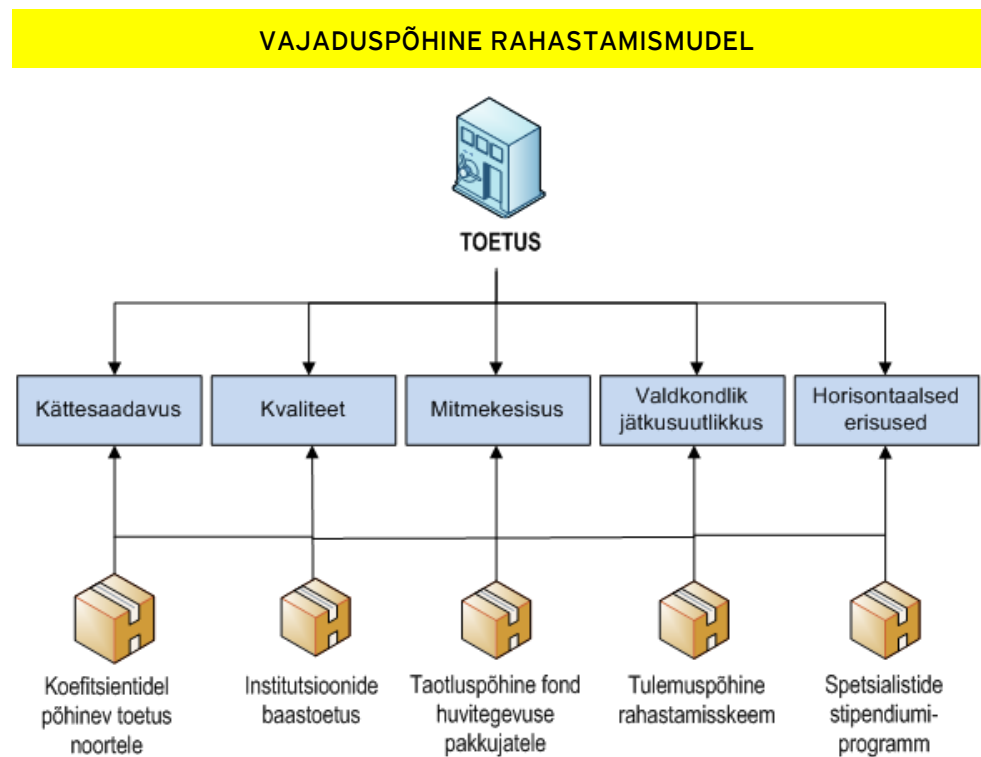 VAJADUSPÕHINE RAHASTAMISMUDEL
TOETUS
Kättesaadavus
Kvaliteet
Mitmekesisus
Valdkondlik
jätkusuutlikkus
Horisontaalsed
erisused
Koefitsientidel
põhinev toetus
noortele
Institutsioonide
baastoetus
Taotluspõhine fond
huvitegevuse
pakkujatele
Tulemuspõhine
rahastamisskeem
Spetsialistide
stipendiumi-
programm